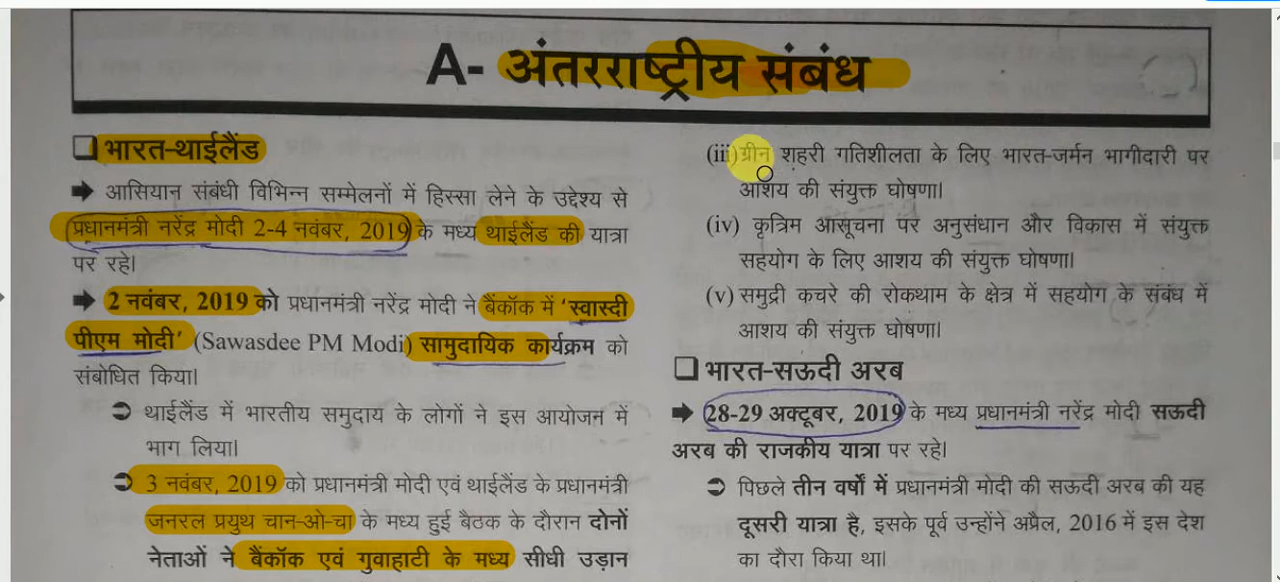 A- अंतरराष्ट्रीय संबंध
❑ भारत-थाईलैंड
➡ आसियान संबंधी विभिन्न सम्मेलनों में हिस्सा लेने के उद्देश्य से
प्रधानमंत्री नरेंद्र मोदी 2-4 नवंबर, 2019 के मध्य थाईलैंड की यात्रा
पर रहे।
➡ 2 नवंबर, 2019 को प्रधानमंत्री नरेंद्र मोदी ने बैंकॉक में ‘स्वास्दी
पीएम मोदी’ (Sawasdee PM Modi) सामुदायिक कार्यक्रम को
संबोधित किया।
➲ थाईलैंड में भारतीय समुदाय के लोगों ने इस आयोजन में
भाग लिया।
➲ 3 नवंबर, 2019 को प्रधानमंत्री मोदी एवं थाईलैंड के प्रधानमंत्री
जनरल प्रयुथ चान-ओ-चा के मध्य हुई बैठक के दौरान दोनों
नेताओं ने बैंकॉक एवं गुवाहाटी के मध्य सीधी उड़ान
(iii) ग्रीन शहरी गतिशीलता के लिए भारत-जर्मन भागीदारी पर
आशय की संयुक्त घोषणा।
(iv) कृत्रिम आसूचना पर अनुसंधान और विकास में संयुक्त
सहयोग के लिए आशय की संयुक्त घोषणा।
(v) समुद्री कचरे की रोकथाम के क्षेत्र में सहयोग के संबंध में
आशय की संयुक्त घोषणा।
❑ भारत-सऊदी अरब
➡ 28-29 अक्टूबर, 2019 के मध्य प्रधानमंत्री नरेंद्र मोदी सऊदी
अरब की राजकीय यात्रा पर रहे।
➲ पिछले तीन वर्षों में प्रधानमंत्री मोदी की सऊदी अरब की यह
दूसरी यात्रा है, इसके पूर्व उन्होंने अप्रैल, 2016 में इस देश
का दौरा किया था।